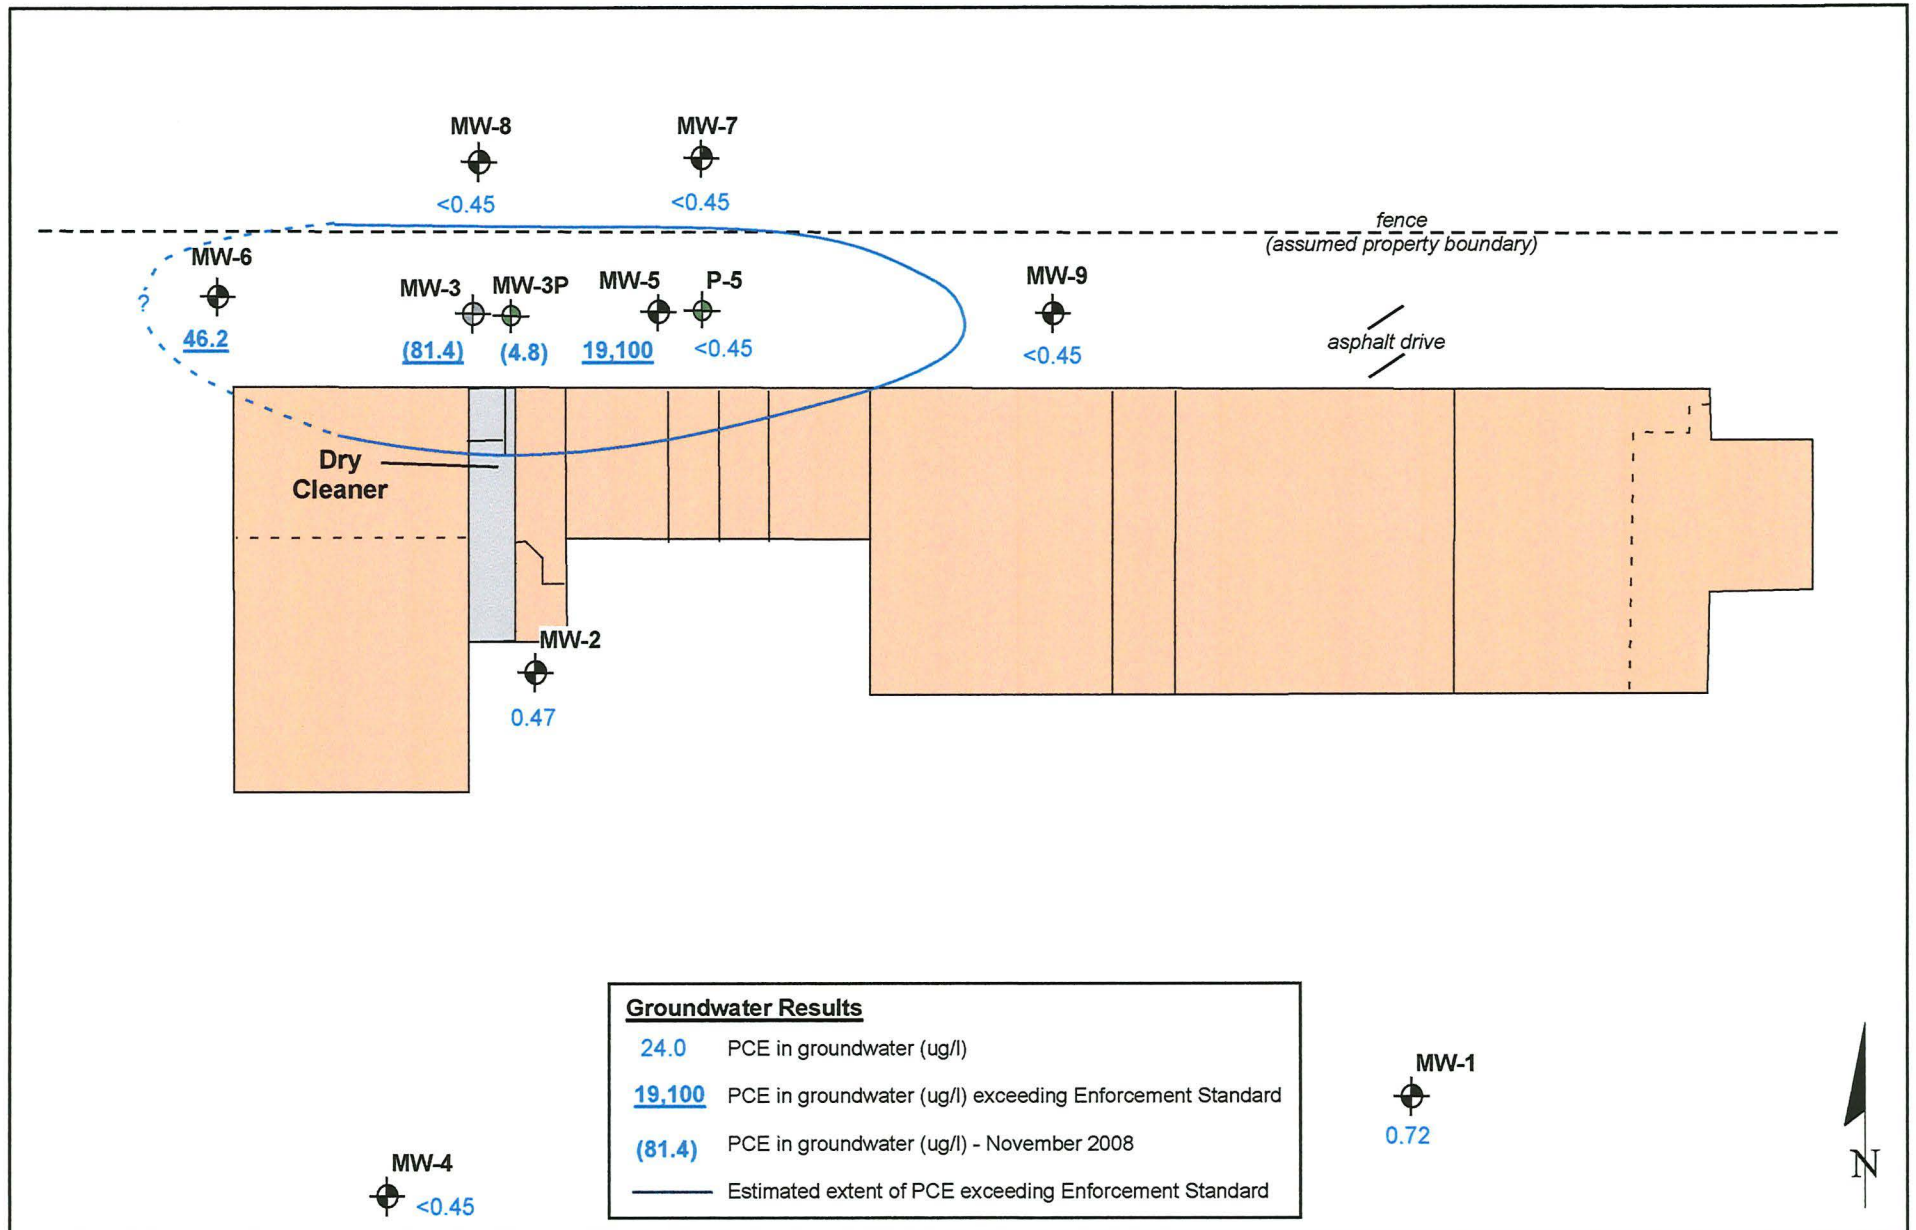 MW-8
MW-7
<0.45
<0.45
fence
(assumed property boundary)
MW-6
MW-3
MW-3P
MW-5
P-5
MW-9
?
46.2
(81.4)
(4.8)
19,100
<0.45
<0.45
asphalt drive
Dry
Cleaner
MW-2
0.47
Groundwater Results
24.0 PCE in groundwater (ug/l)
19,100 PCE in groundwater (ug/l) exceeding Enforcement Standard
(81.4) PCE in groundwater (ug/l) - November 2008
Estimated extent of PCE exceeding Enforcement Standard
MW-1
0.72
MW-4
<0.45
N